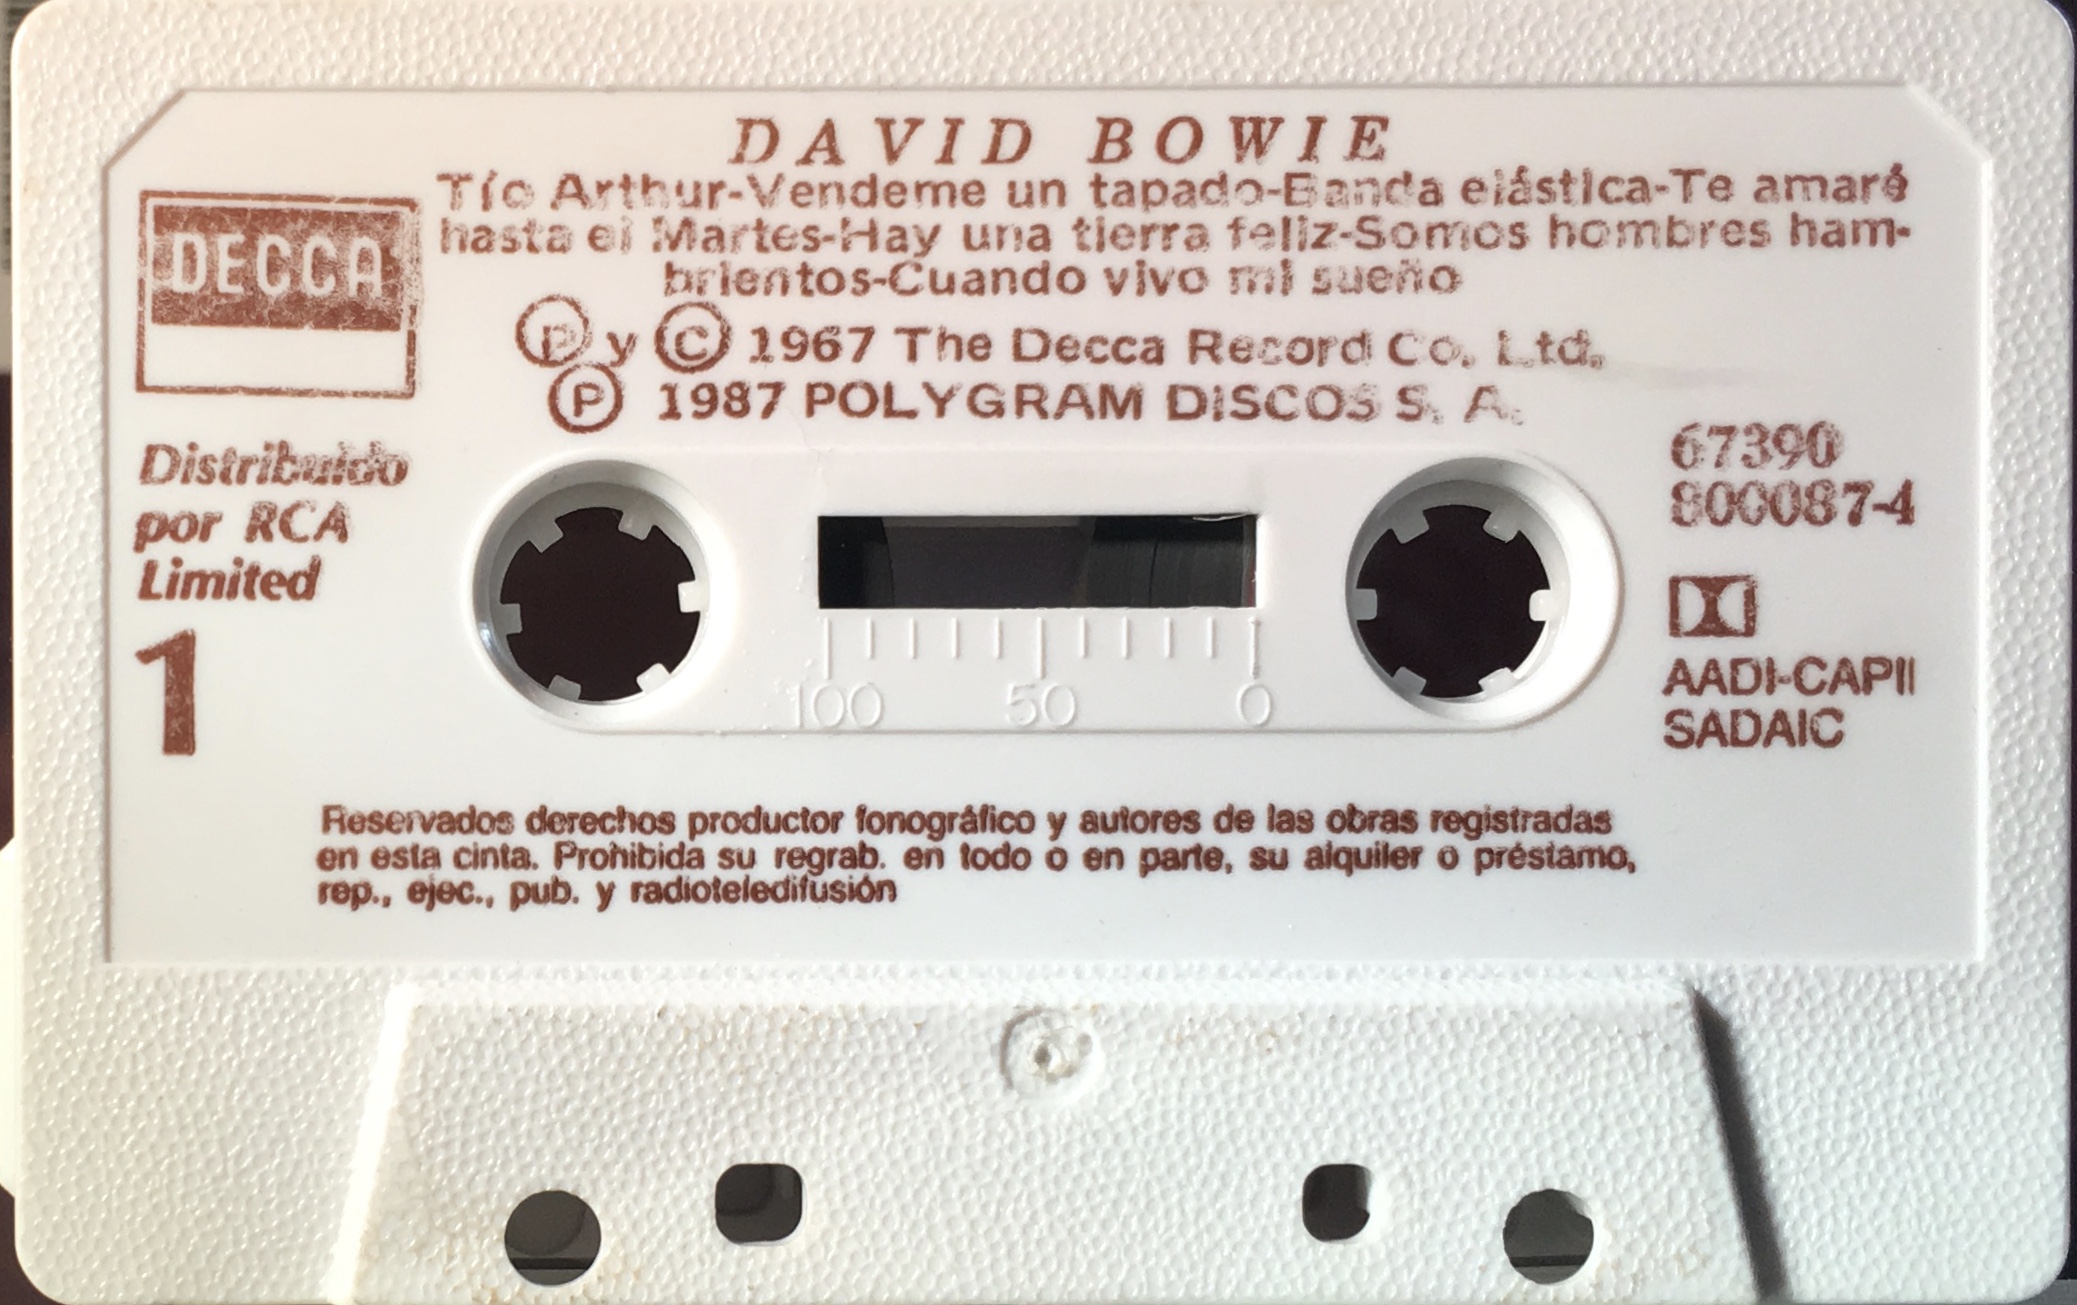 DAVID BOWIE
Tío Arthur-Vendeme un tapado-Banda elástica-Te amaré
hasta el Martes-Hay una tierra feliz-Somos hombres ham-
brientos-Cuando vivo mi sueño
Ⓟ y © 1967 The Decca Record Co. Ltd.
Ⓟ 1987 POLYGRAM DISCOS S. A.
DECCA
Distribuido
por RCA
Limited
1
67390
800087-4
AADI-CAPII
SADAIC
100 50 0
Reservados derechos productor fonográfico y autores de las obras registradas
en esta cinta. Prohibida su regrab. en todo o en parte, su alquiler o préstamo,
rep., ejec., pub. y radioteledifusión